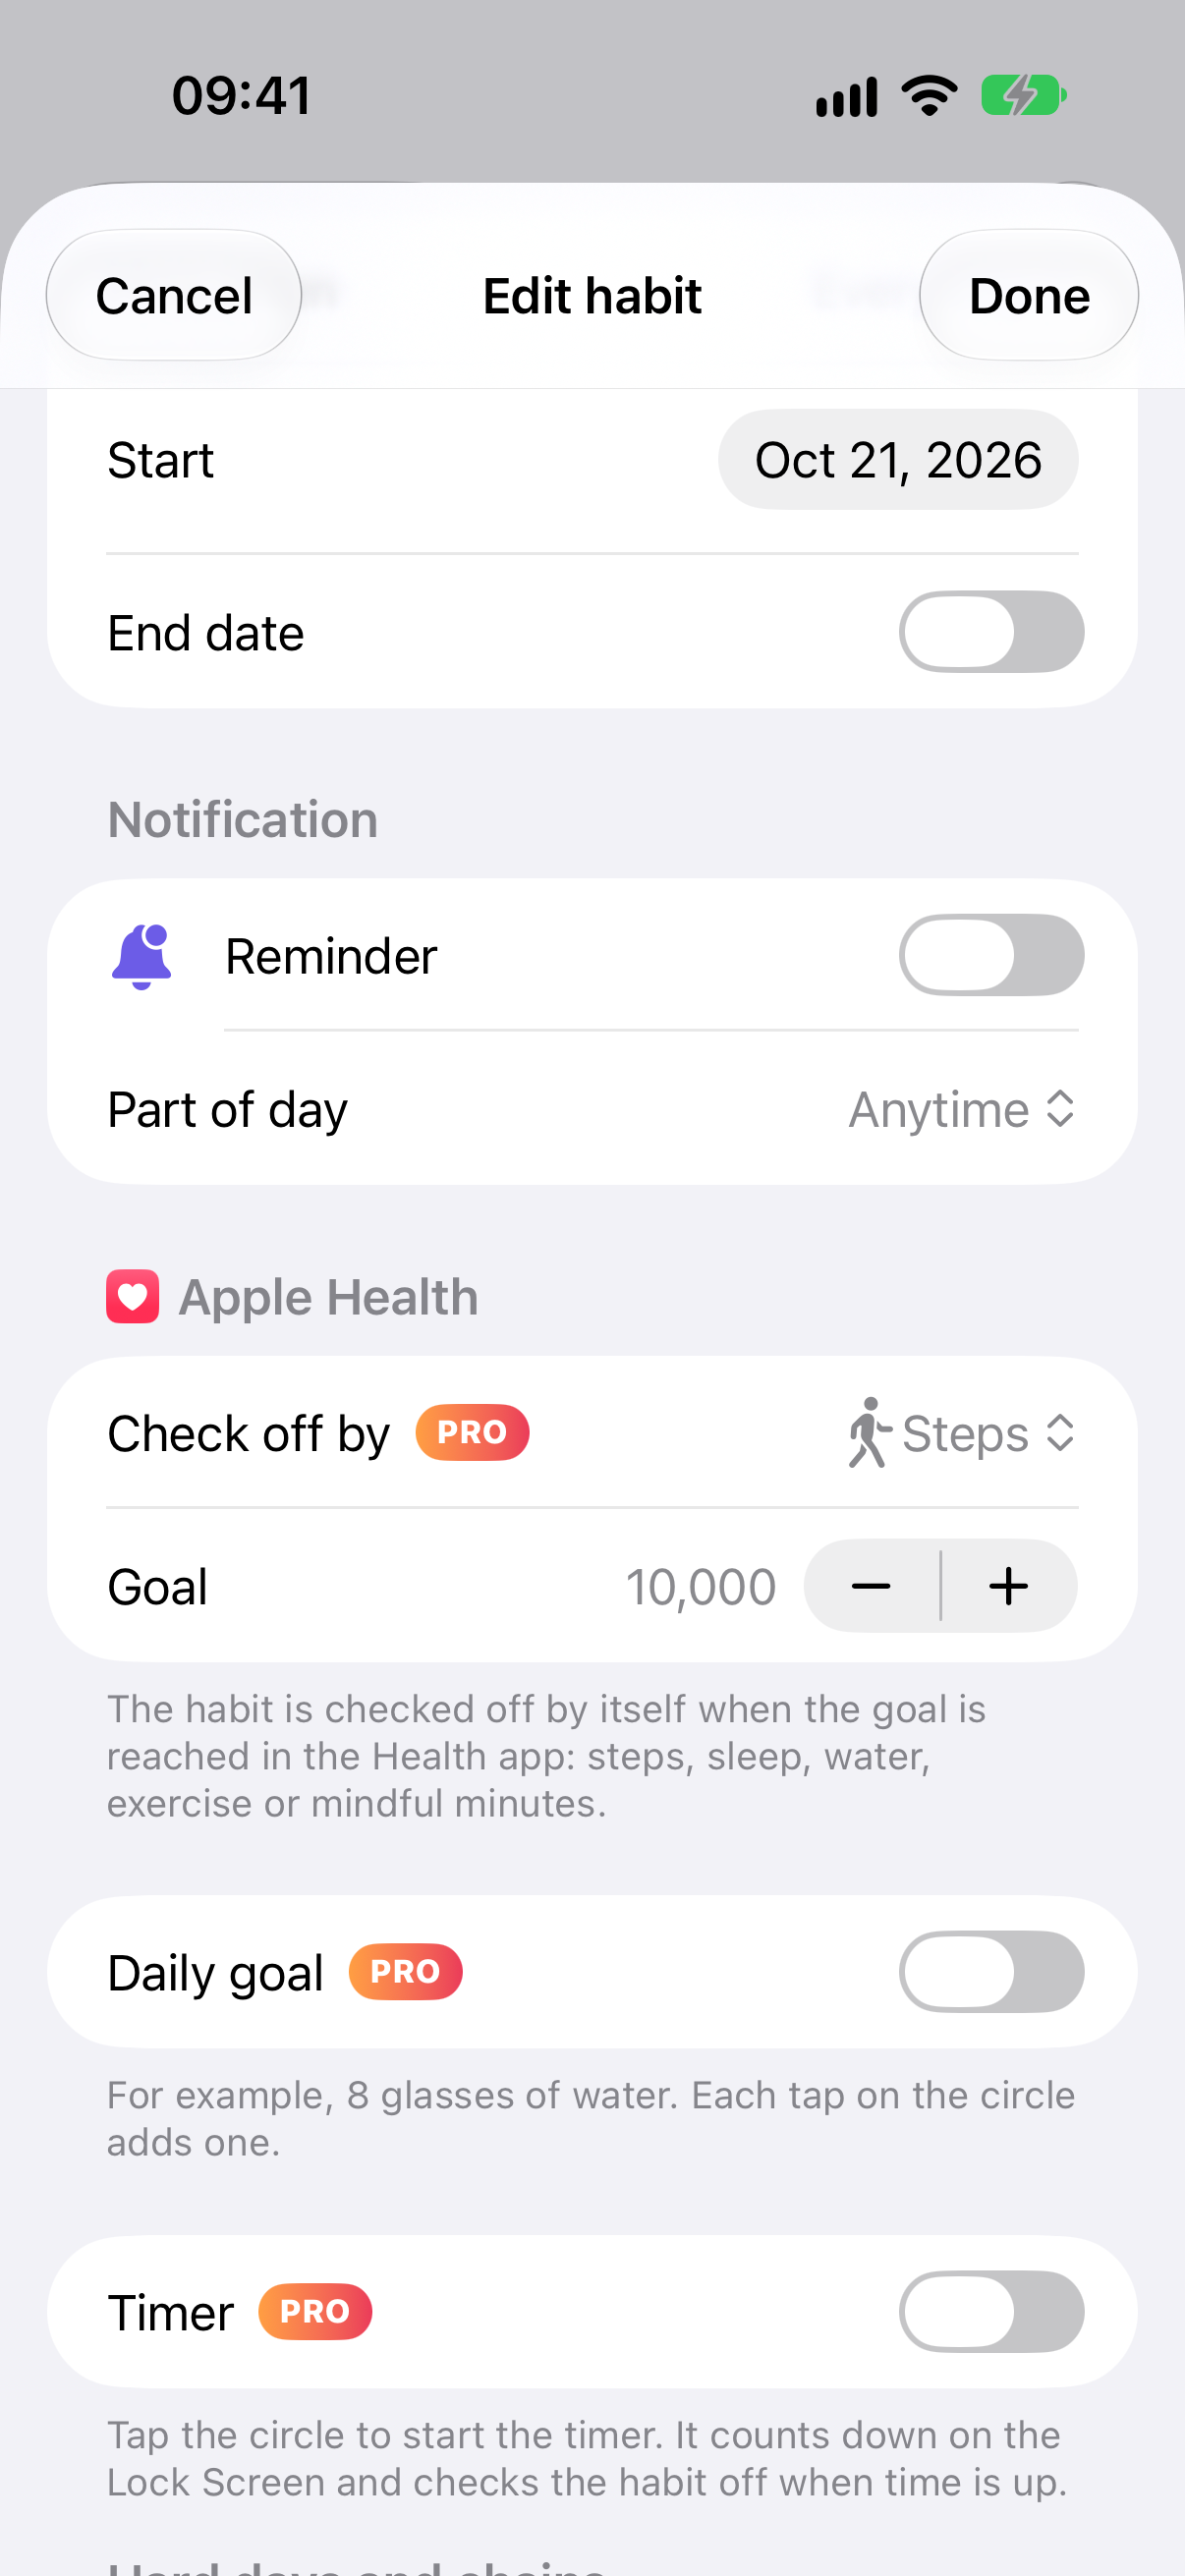 09:41
Cancel
Edit habit
Done
Start
Oct 21, 2026
End date
Notification
Reminder
Part of day
Anytime
Apple Health
Check off by PRO
Steps
Goal
10,000
The habit is checked off by itself when the goal is
reached in the Health app: steps, sleep, water,
exercise or mindful minutes.
Daily goal PRO
For example, 8 glasses of water. Each tap on the circle
adds one.
Timer PRO
Tap the circle to start the timer. It counts down on the
Lock Screen and checks the habit off when time is up.